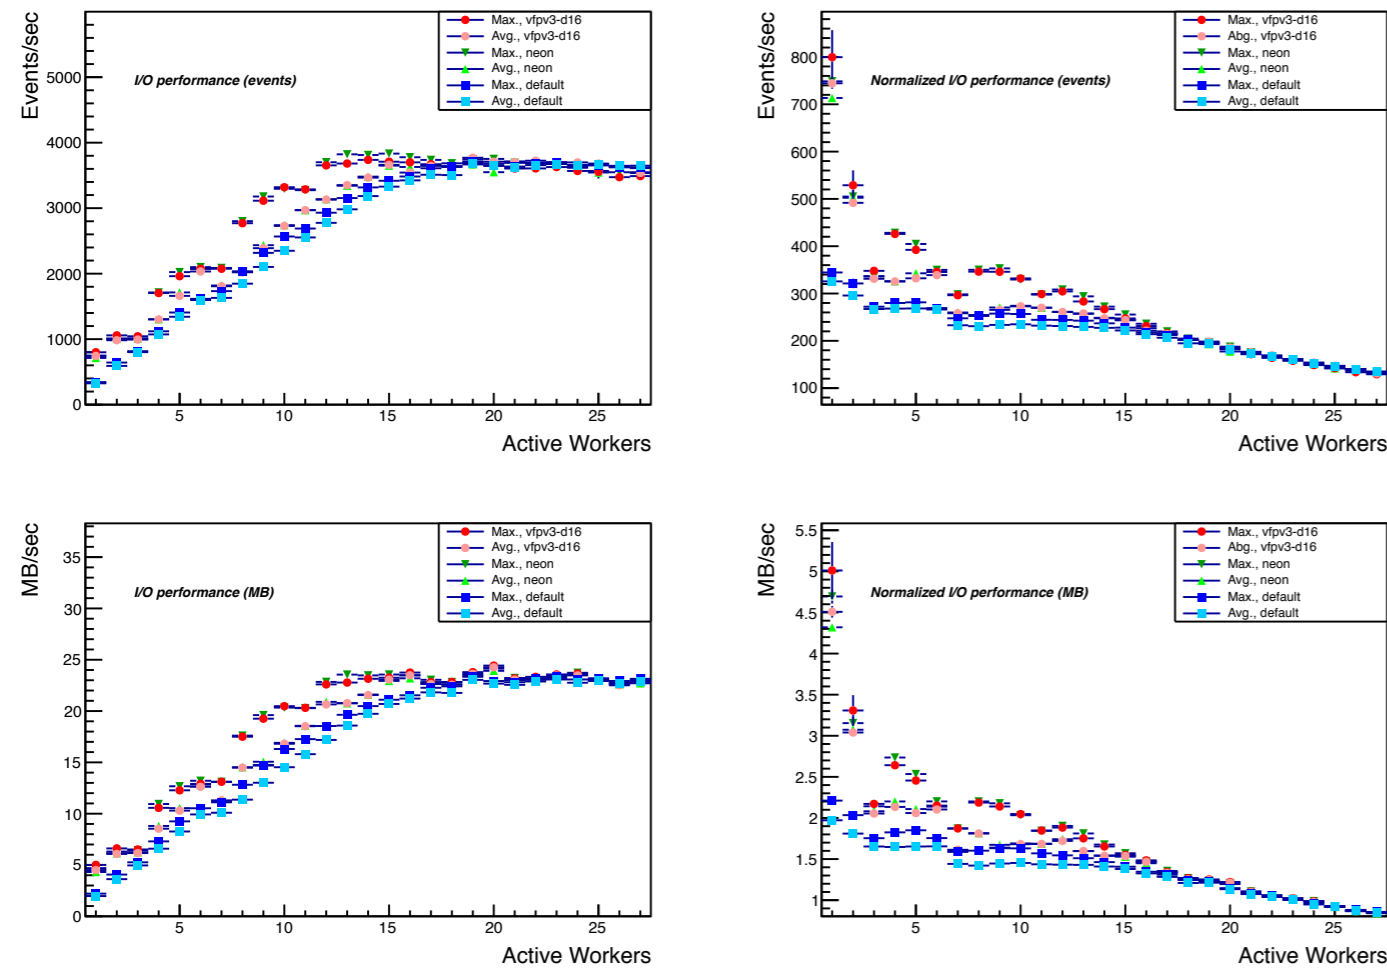 Events/sec
5000
4000
3000
2000
1000
0
I/O performance (events)
Max., vfpv3-d16
Avg., vfpv3-d16
Max., neon
Avg., neon
Max., default
Avg., default
5
10
15
20
25
Active Workers
Events/sec
800
700
600
500
400
300
200
100
Normalized I/O performance (events)
Max., vfpv3-d16
Abg., vfpv3-d16
Max., neon
Avg., neon
Max., default
Avg., default
5
10
15
20
25
Active Workers
MB/sec
35
30
25
20
15
10
5
0
I/O performance (MB)
Max., vfpv3-d16
Avg., vfpv3-d16
Max., neon
Avg., neon
Max., default
Avg., default
5
10
15
20
25
Active Workers
MB/sec
5.5
5
4.5
4
3.5
3
2.5
2
1.5
1
Normalized I/O performance (MB)
Max., vfpv3-d16
Abg., vfpv3-d16
Max., neon
Avg., neon
Max., default
Avg., default
5
10
15
20
25
Active Workers